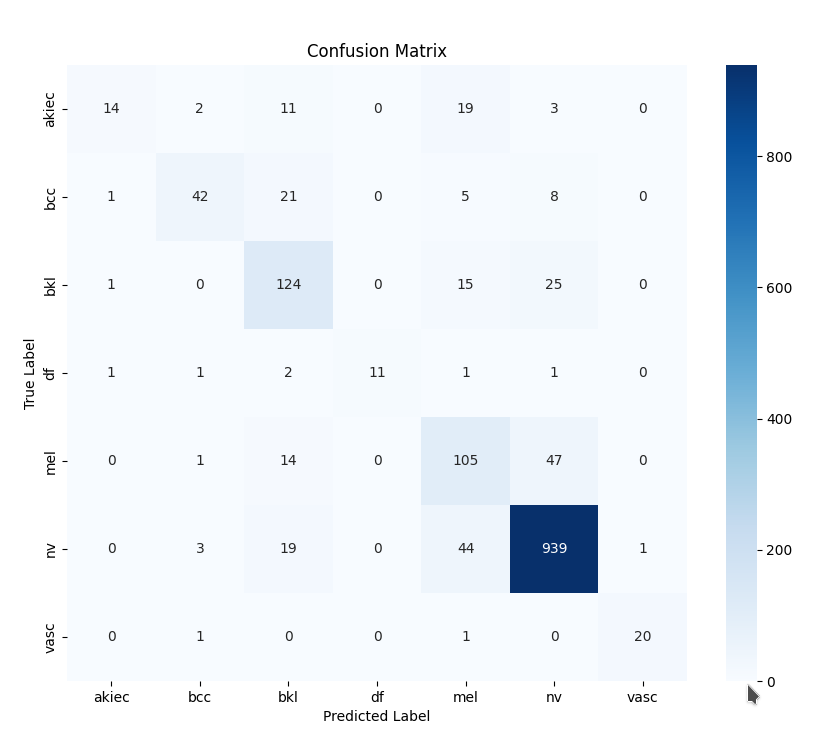 Confusion Matrix
akiec 14 2 11 0 19 3 0
bcc 1 42 21 0 5 8 0
bkl 1 0 124 0 15 25 0
df 1 1 2 11 1 1 0
mel 0 1 14 0 105 47 0
nv 0 3 19 0 44 939 1
vasc 0 1 0 0 1 0 20
True Label
akiec bcc bkl df mel nv vasc
Predicted Label
800
600
400
200
0